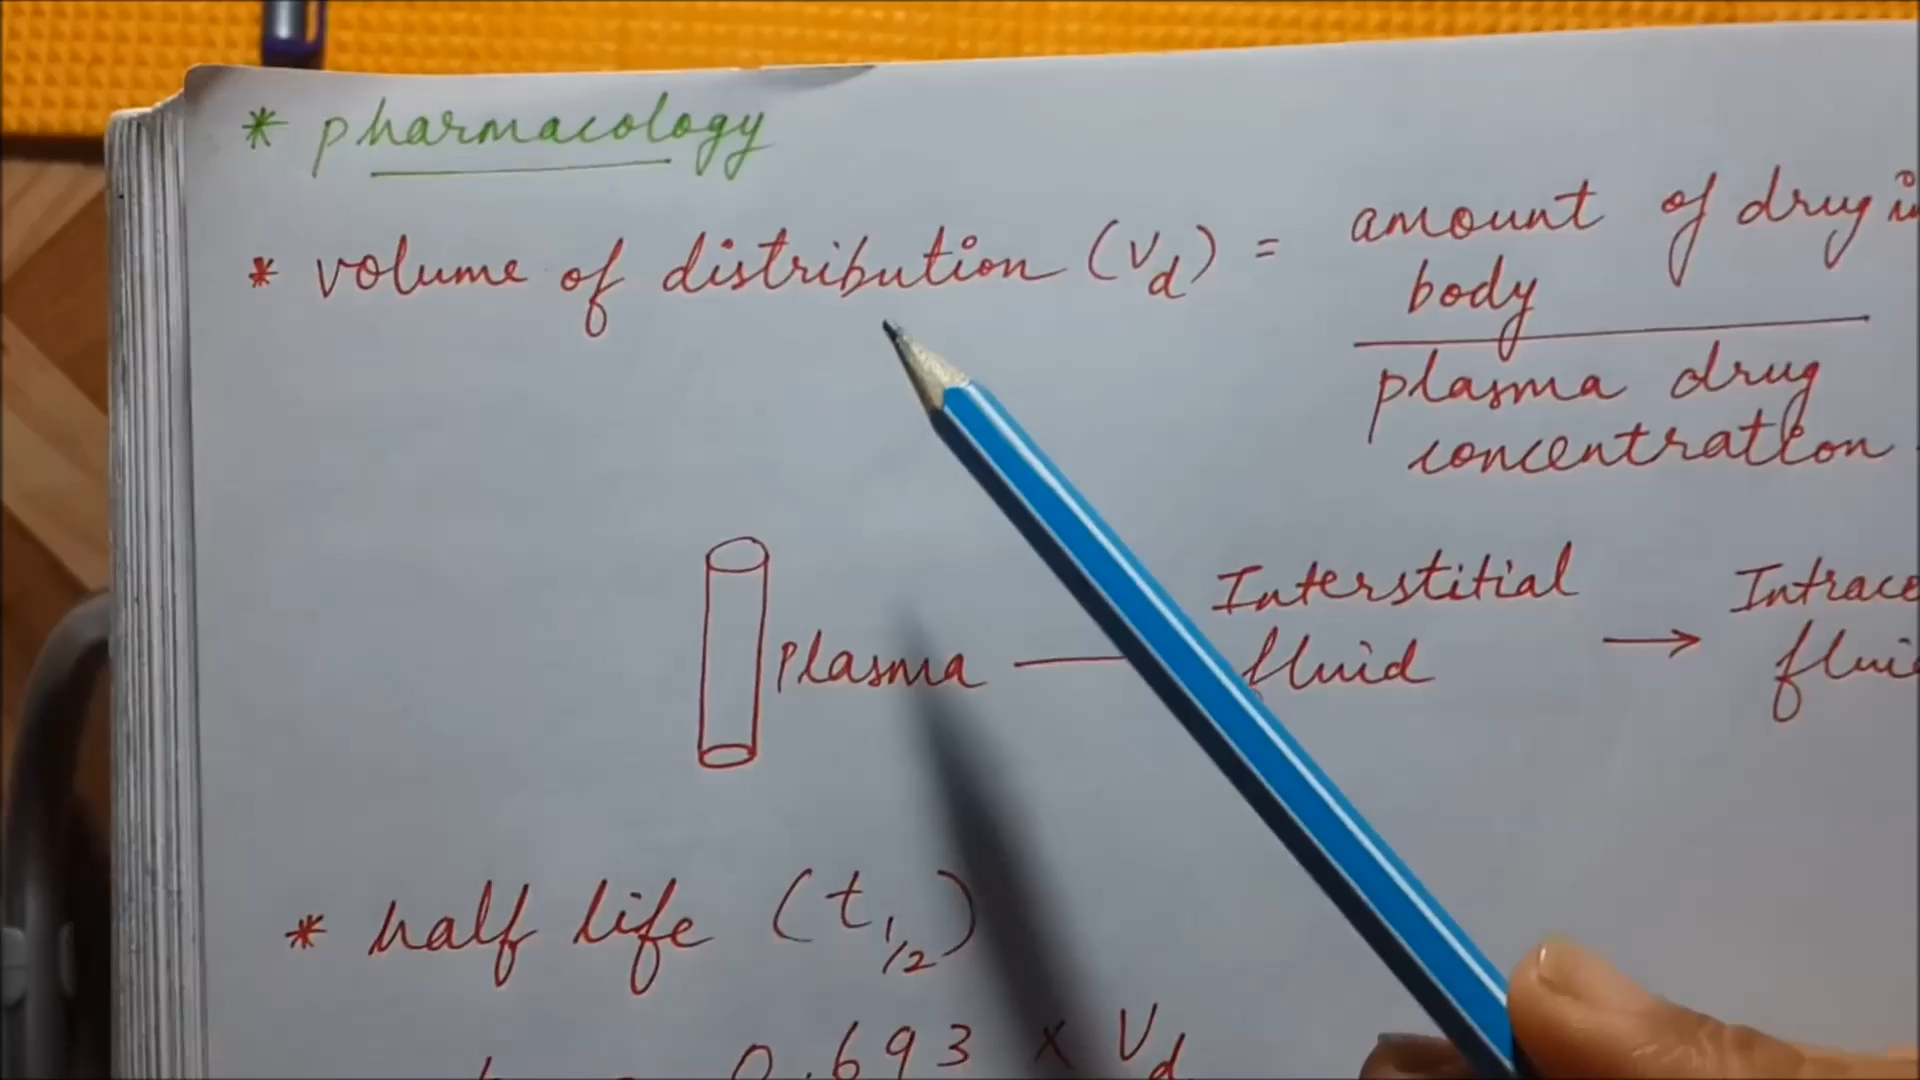 * pharmacology
* volume of distribution (Vd) = amount of drug in
body
plasma drug
concentration
Interstitial
Plasma — fluid →
* half life (t1/2)
0.693 x Vd